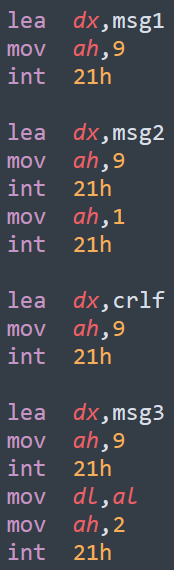 lea dx,msg1
mov ah,9
int 21h
lea dx,msg2
mov ah,9
int 21h
mov ah,1
int 21h
lea dx,crlf
mov ah,9
int 21h
lea dx,msg3
mov ah,9
int 21h
mov dl,al
mov ah,2
int 21h